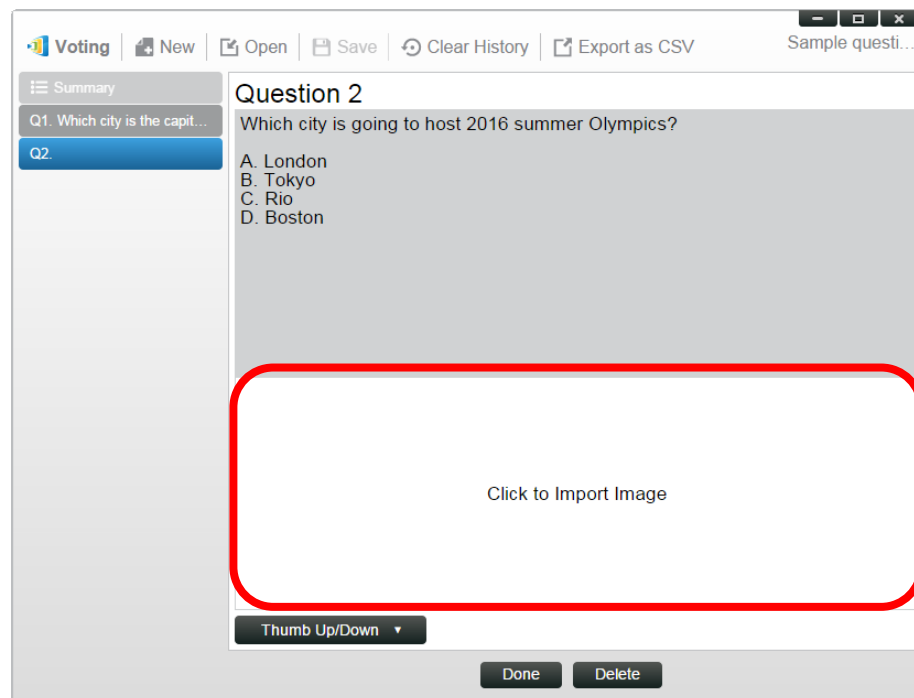 Voting New Open Save Clear History Export as CSV Sample questi...
Summary
Q1. Which city is the capit...
Q2.
Question 2
Which city is going to host 2016 summer Olympics?
A. London
B. Tokyo
C. Rio
D. Boston
Click to Import Image
Thumb Up/Down
Done Delete